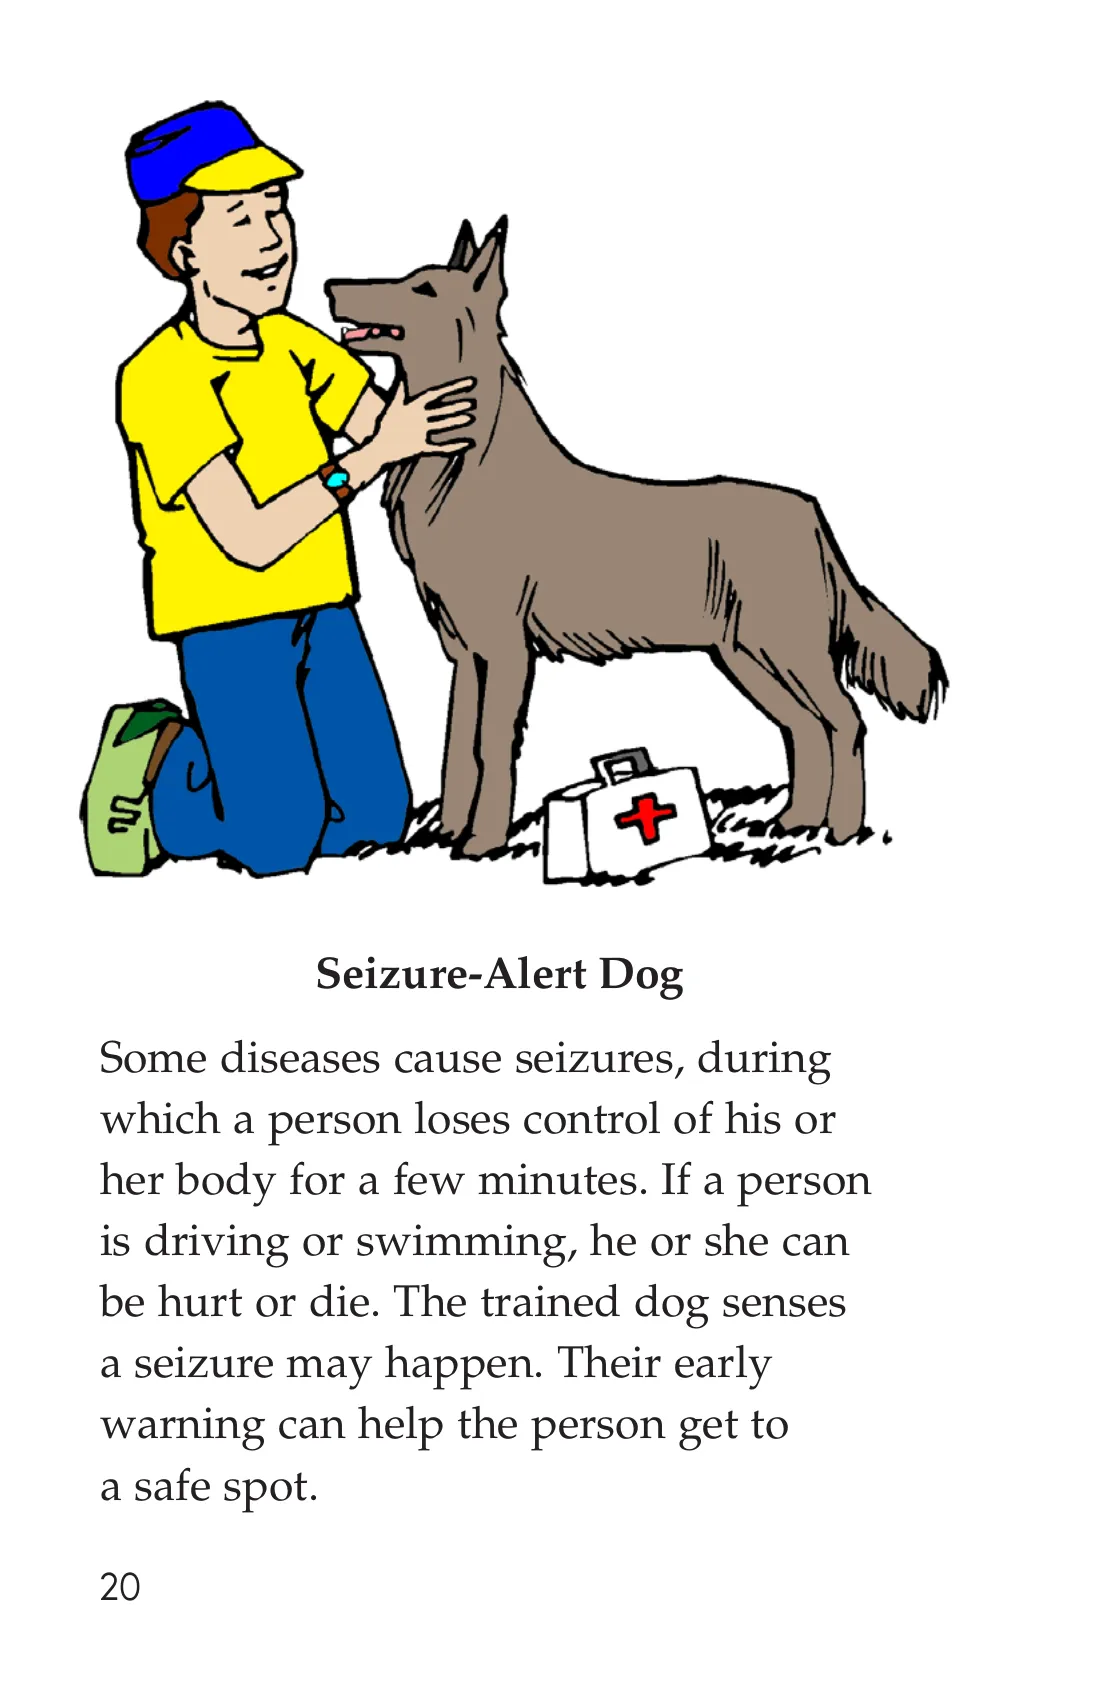 Seizure-Alert Dog
Some diseases cause seizures, during
which a person loses control of his or
her body for a few minutes. If a person
is driving or swimming, he or she can
be hurt or die. The trained dog senses
a seizure may happen. Their early
warning can help the person get to
a safe spot.
20